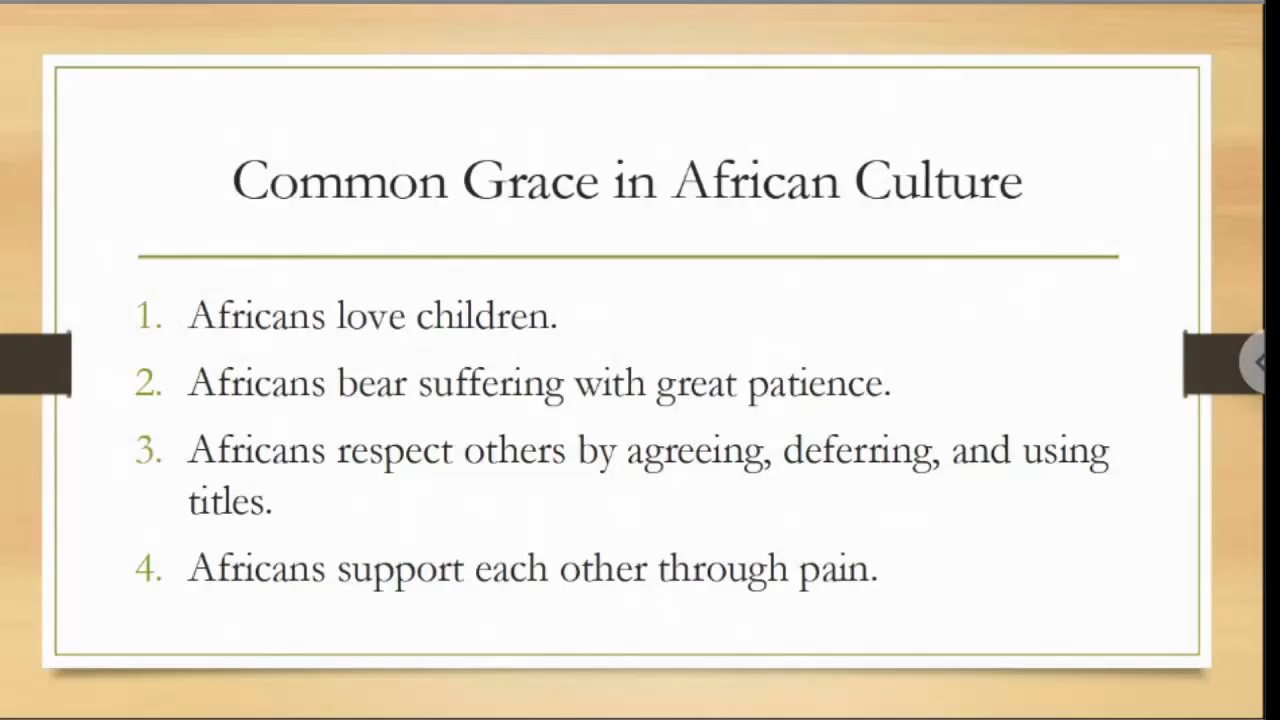 Common Grace in African Culture
1. Africans love children.
2. Africans bear suffering with great patience.
3. Africans respect others by agreeing, deferring, and using
titles.
4. Africans support each other through pain.